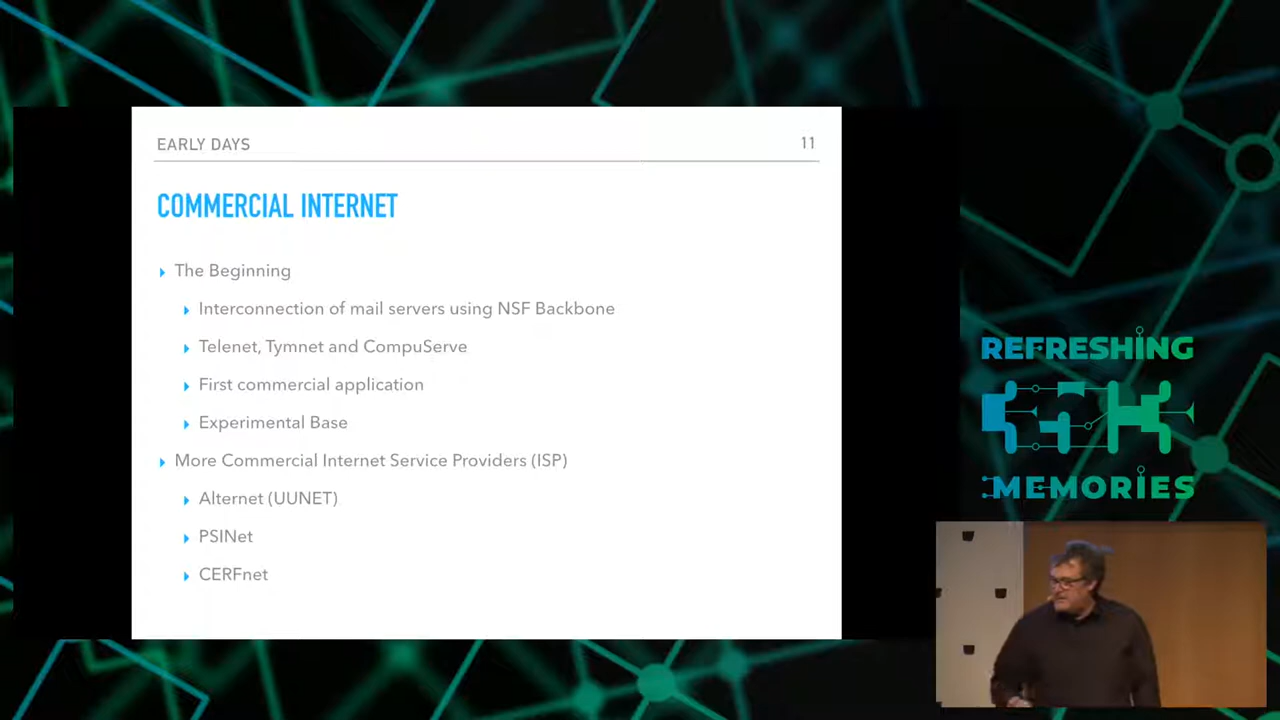 EARLY DAYS
11
COMMERCIAL INTERNET
The Beginning
Interconnection of mail servers using NSF Backbone
Telenet, Tymnet and CompuServe
First commercial application
Experimental Base
More Commercial Internet Service Providers (ISP)
Alternet (UUNET)
PSINet
CERFnet
REFRESHING
MEMORIES